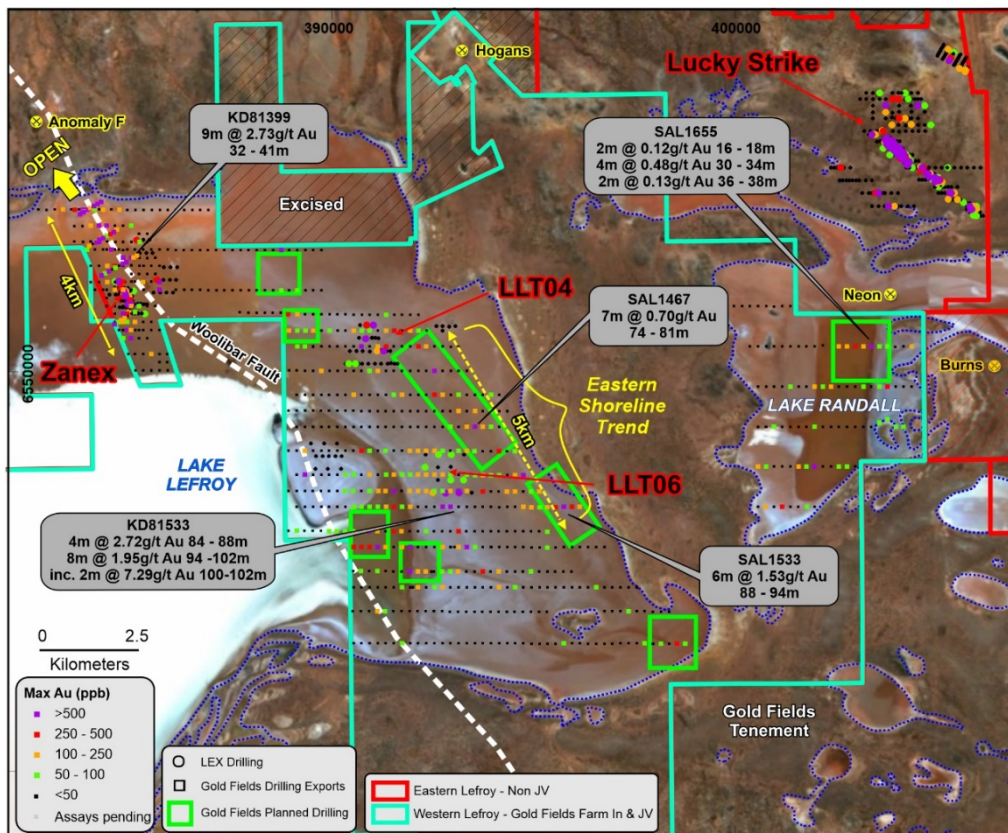 390000
400000
Hogans
Lucky Strike
Anomaly F
OPEN
KD81399
9m @ 2.73g/t Au
32 - 41m
SAL1655
2m @ 0.12g/t Au 16 - 18m
4m @ 0.48g/t Au 30 - 34m
2m @ 0.13g/t Au 36 - 38m
Excised
4km
Zanex
6550000
Woolibar Fault
LLT04
SAL1467
7m @ 0.70g/t Au
74 - 81m
Neon
Burns
LAKE RANDALL
Eastern
Shoreline
Trend
5km
LAKE
LEFROY
LLT06
KD81533
4m @ 2.72g/t Au 84 - 88m
8m @ 1.95g/t Au 94 -102m
inc. 2m @ 7.29g/t Au 100-102m
SAL1533
6m @ 1.53g/t Au
88 - 94m
0 2.5
Kilometers
Gold Fields
Tenement
Max Au (ppb)
>500
250 - 500
100 - 250
50 - 100
<50
Assays pending
LEX Drilling
Gold Fields Drilling Exports
Gold Fields Planned Drilling
Eastern Lefroy - Non JV
Western Lefroy - Gold Fields Farm In & JV